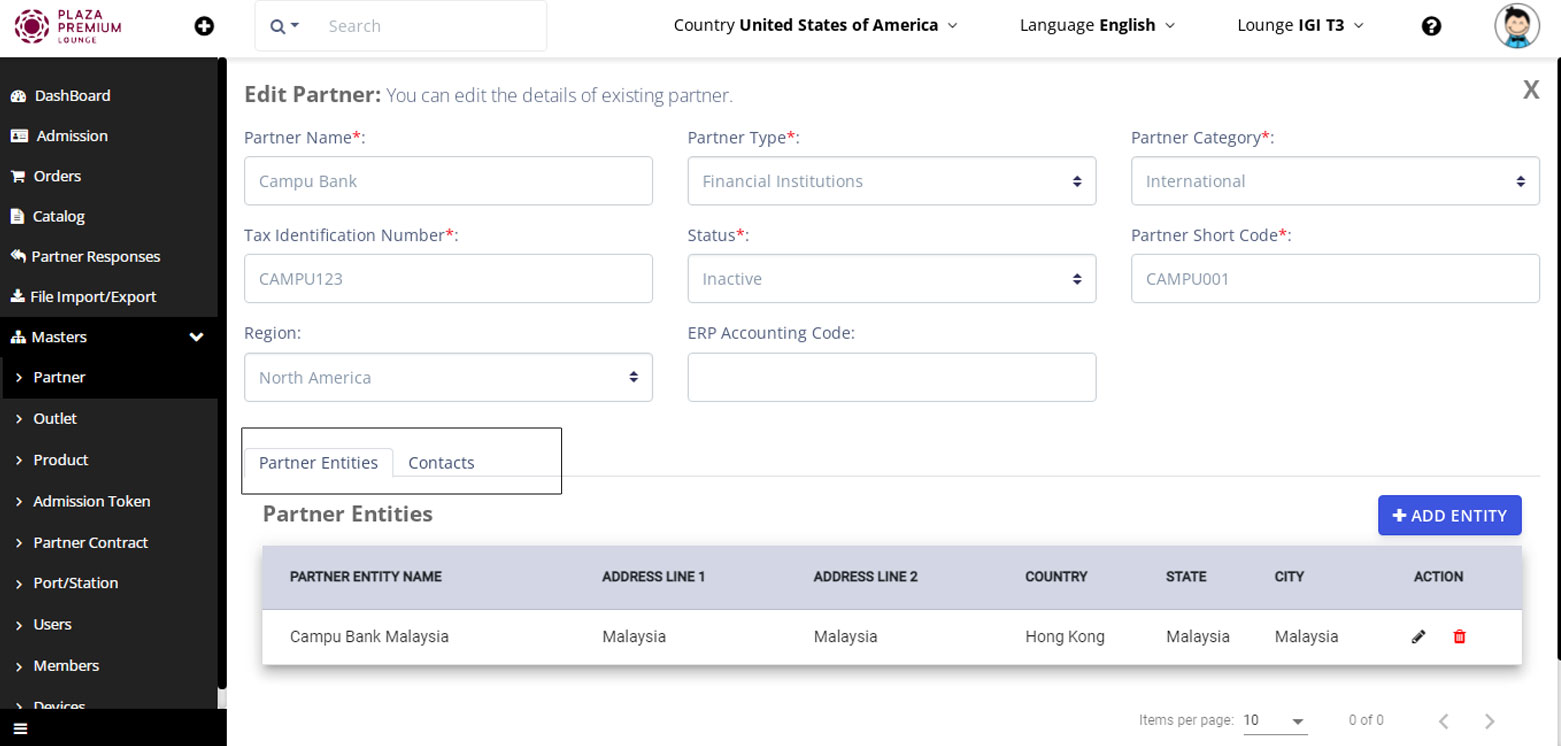 PLAZA
PREMIUM
LOUNGE
Search
Country United States of America
Language English
Lounge IGI T3
DashBoard
Admission
Orders
Catalog
Partner Responses
File Import/Export
Masters
Partner
Outlet
Product
Admission Token
Partner Contract
Port/Station
Users
Members
Devices
Edit Partner: You can edit the details of existing partner.
X
Partner Name*:
Partner Type*:
Partner Category*:
Campu Bank
Financial Institutions
International
Tax Identification Number*:
Status*:
Partner Short Code*:
CAMPU123
Inactive
CAMPU001
Region:
ERP Accounting Code:
North America
Partner Entities
Contacts
Partner Entities
ADD ENTITY
PARTNER ENTITY NAME ADDRESS LINE 1 ADDRESS LINE 2 COUNTRY STATE CITY ACTION
Campu Bank Malaysia Malaysia Malaysia Hong Kong Malaysia Malaysia
Items per page: 10 0 of 0